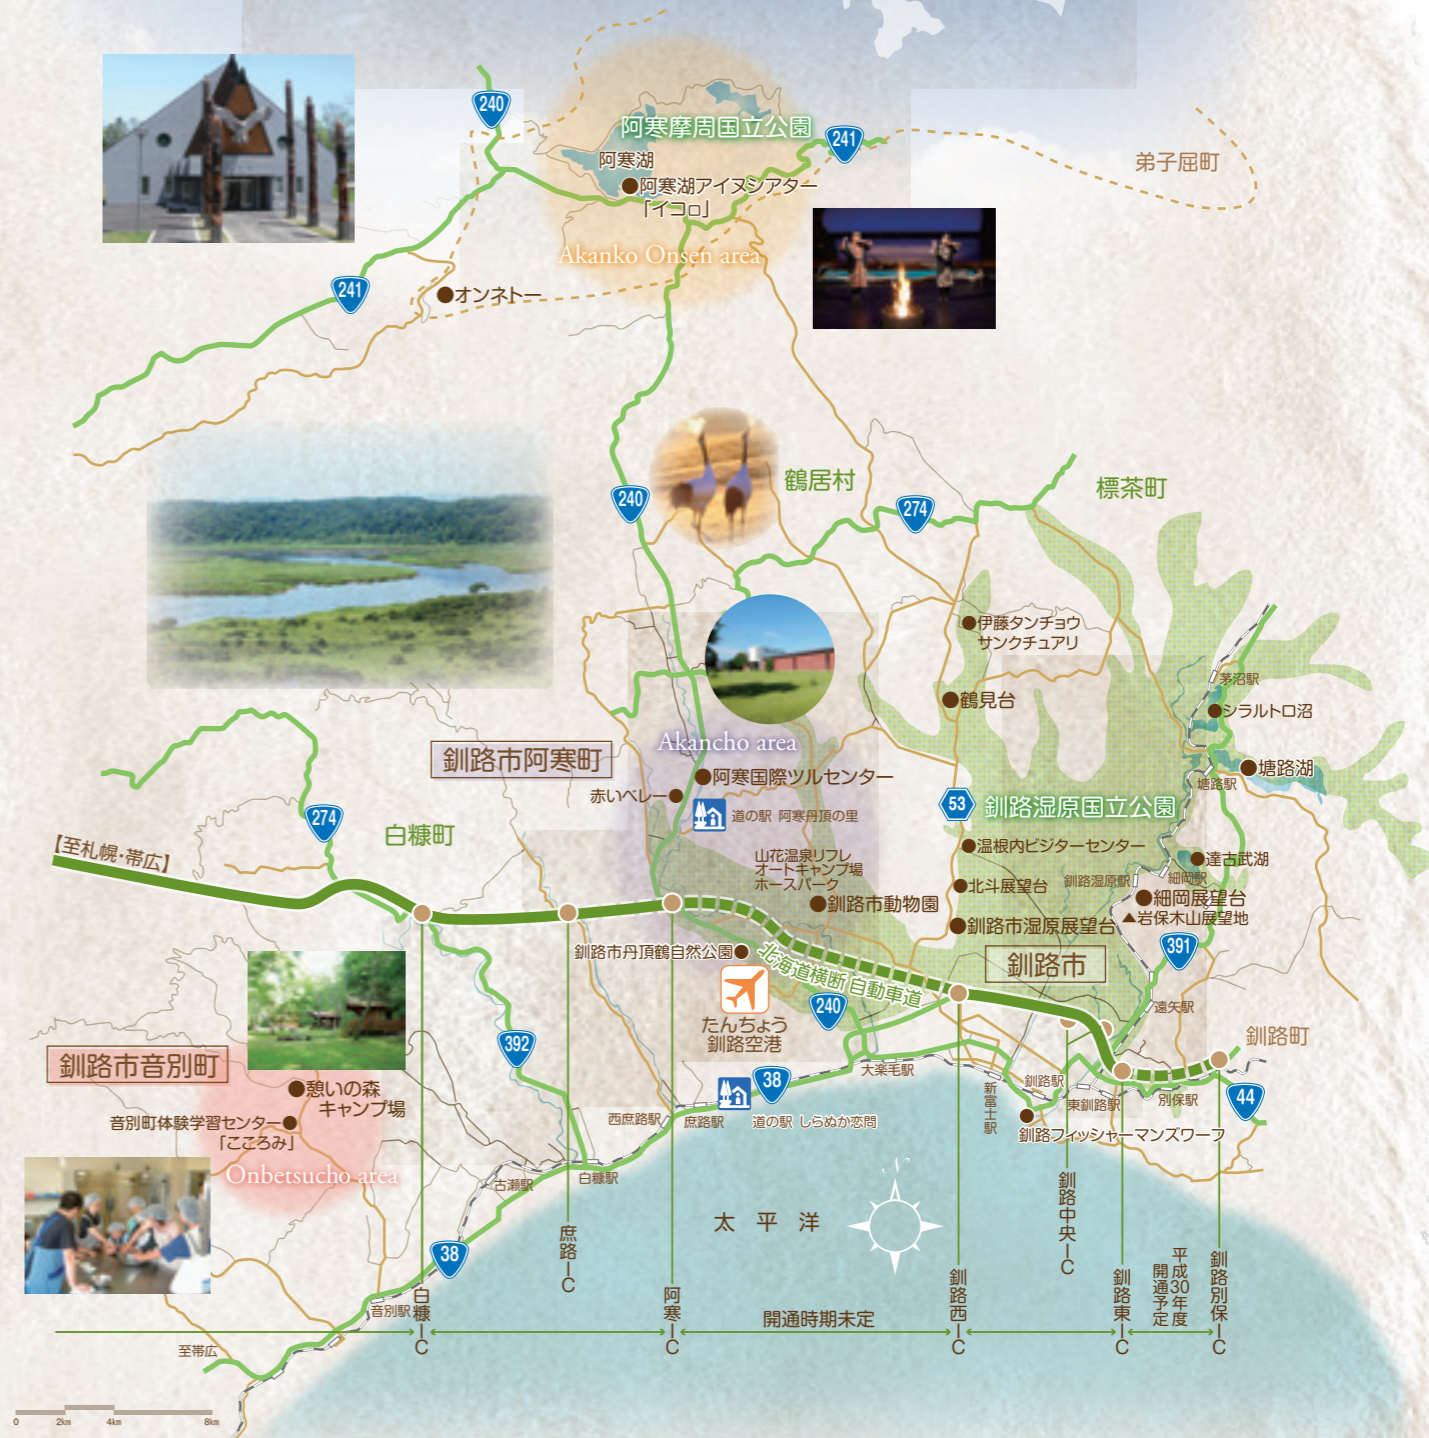 240
阿寒摩周国立公園
241
阿寒湖
弟子屈町
阿寒湖アイヌシアター
「イコロ」
Akanko Onsen area
241
オンネトー
240
鶴居村
274
標茶町
伊藤タンチョウ
サンクチュアリ
茅沼駅
鶴見台
シラルトロ沼
Akancho area
釧路市阿寒町
阿寒国際ツルセンター
塘路湖
塘路駅
赤いベレー
道の駅 阿寒丹頂の里
53
釧路湿原国立公園
274
白糠町
【至札幌・帯広】
温根内ビジターセンター
達古武湖
山花温泉リフレ
オートキャンプ場
ホースパーク
北斗展望台
釧路湿原駅
細岡駅
細岡展望台
釧路市動物園
▲岩保木山展望地
釧路市湿原展望台
釧路市丹頂鶴自然公園
北海道横断自動車道
釧路市
391
たんちょう
釧路空港
240
遠矢駅
釧路町
392
釧路市音別町
大楽毛駅
38
憩いの森
キャンプ場
新富士駅
釧路駅
東釧路駅
別保駅
44
音別町体験学習センター
「こころみ」
西庶路駅
庶路駅
道の駅 しらぬか恋問
釧路フィッシャーマンズワーフ
Onbetsucho area
古瀬駅
白糠駅
N
太平洋
38
音別駅
白糠IC
庶路IC
阿寒IC
開通時期未定
釧路西IC
釧路中央IC
釧路東IC
平成30年度
開通予定
釧路別保IC
至帯広
0 2km 4km 8km